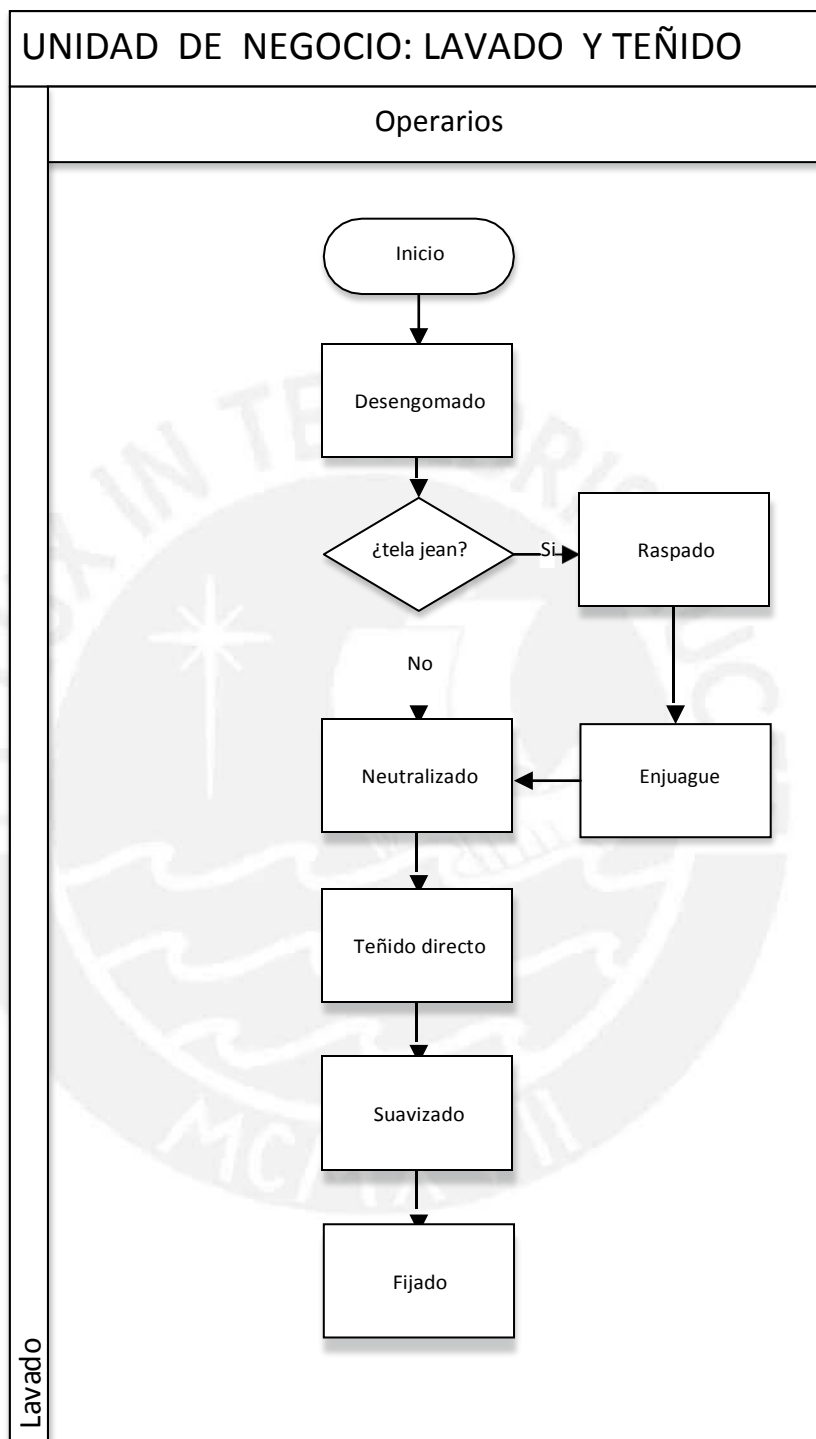 UNIDAD DE NEGOCIO: LAVADO Y TEÑIDO
Operarios
Inicio
Desengomado
¿tela jean?
Si
Raspado
No
Neutralizado
Enjuague
Teñido directo
Suavizado
Fijado
Lavado